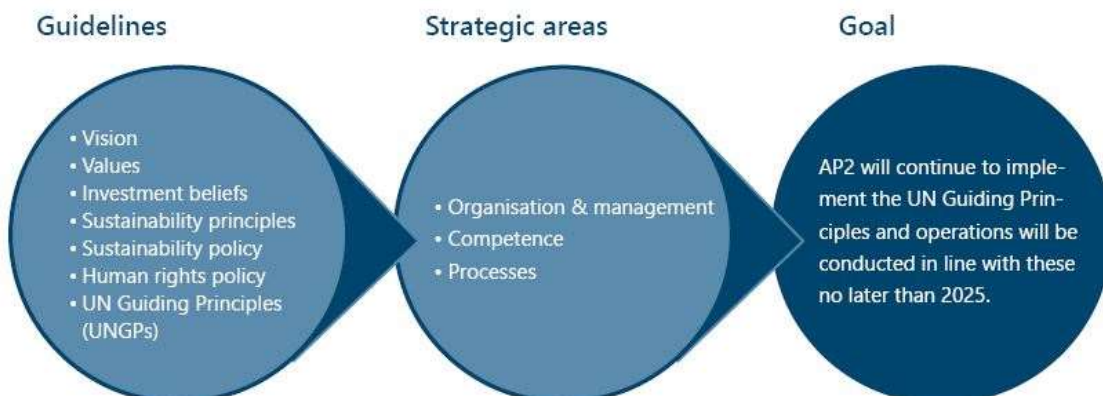 Guidelines
• Vision
• Values
• Investment beliefs
• Sustainability principles
• Sustainability policy
• Human rights policy
• UN Guiding Principles
(UNGPs)
Strategic areas
• Organisation & management
• Competence
• Processes
Goal
AP2 will continue to imple-
ment the UN Guiding Prin-
ciples and operations will be
conducted in line with these
no later than 2025.